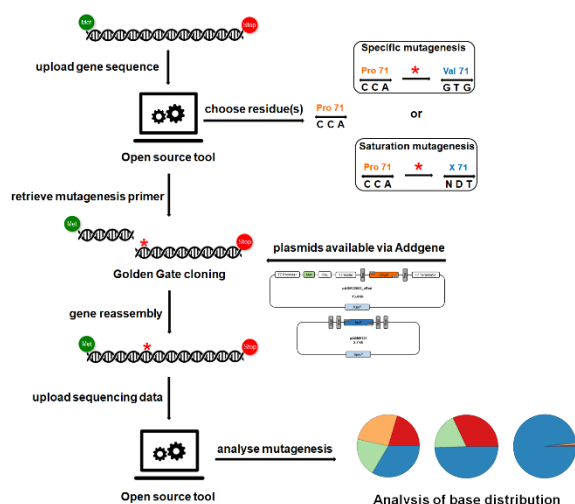 Met
Stop
upload gene sequence
Specific mutagenesis
Pro 71
*
Val 71
C C A
G T G
choose residue(s)
Pro 71
C C A
or
Open source tool
Saturation mutagenesis
Pro 71
*
X 71
C C A
N D T
retrieve mutagenesis primer
Met
*
Stop
Golden Gate cloning
plasmids available via Addgene
gene reassembly
Met
*
Stop
upload sequencing data
analyse mutagenesis
Open source tool
Analysis of base distribution